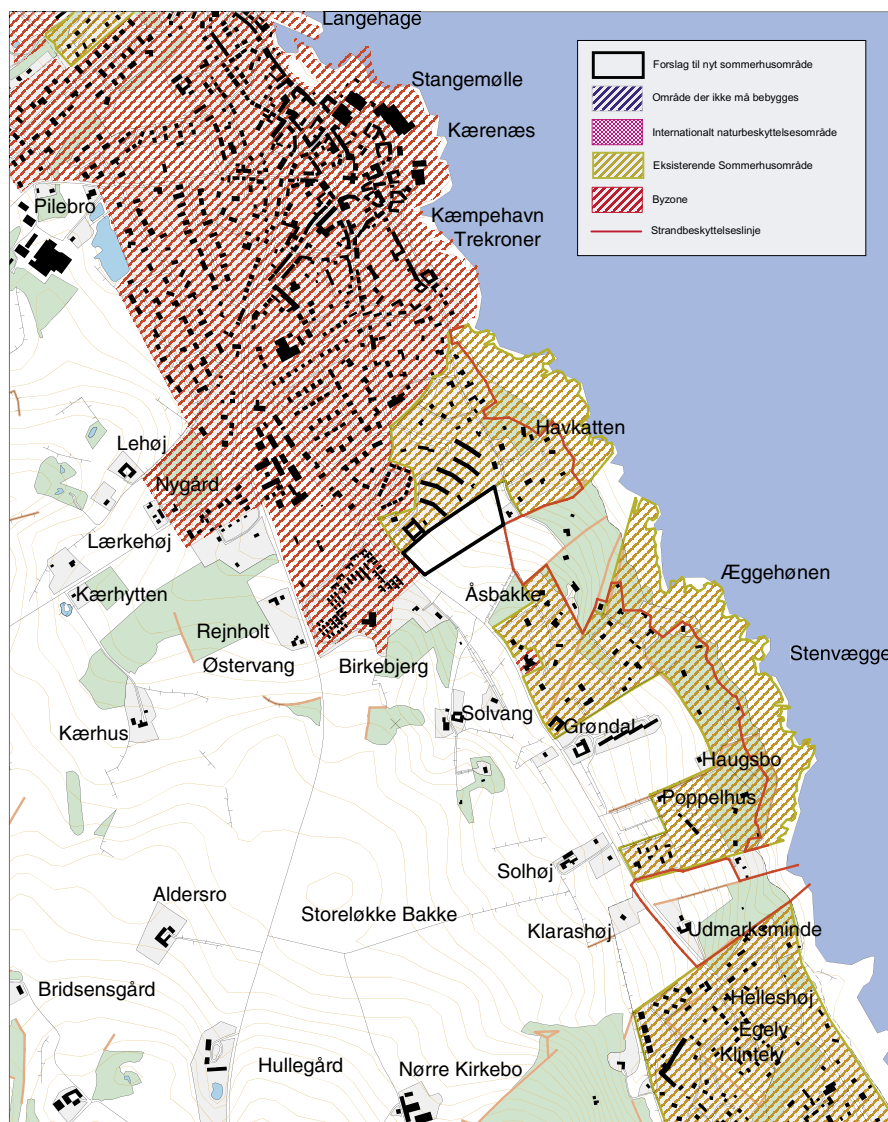 Langehage
Stangemølle
Kærenæs
Pilebro
Kæmpehavn
Trekroner
Forslag til nyt sommerhusområde
Område der ikke må bebygges
Internationalt naturbeskyttelsesområde
Eksisterende Sommerhusområde
Byzone
Strandbeskyttelseslinje
Havkatten
Lehøj
Nygård
Lærkehøj
Æggehønen
Kærhytten
Åsbakke
Rejnholt
Stenvægge
Østervang
Birkebjerg
Solvang
Kærhus
Grøndal
Haugsbo
Poppelhus
Solhøj
Aldersro
Storeløkke Bakke
Klarashøj
Udmarksminde
Bridsensgård
Helleshøj
Egely
Klintely
Hullegård
Nørre Kirkebo